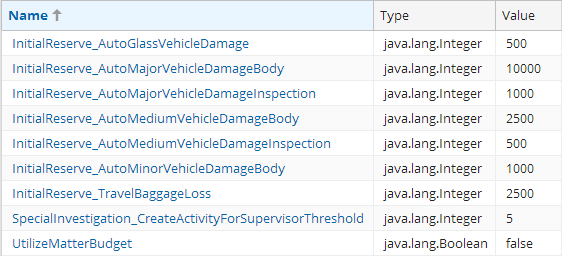 Name ↑ Type Value
InitialReserve_AutoGlassVehicleDamage java.lang.Integer 500
InitialReserve_AutoMajorVehicleDamageBody java.lang.Integer 10000
InitialReserve_AutoMajorVehicleDamageInspection java.lang.Integer 1000
InitialReserve_AutoMediumVehicleDamageBody java.lang.Integer 2500
InitialReserve_AutoMediumVehicleDamageInspection java.lang.Integer 500
InitialReserve_AutoMinorVehicleDamageBody java.lang.Integer 1000
InitialReserve_TravelBaggageLoss java.lang.Integer 2500
SpecialInvestigation_CreateActivityForSupervisorThreshold java.lang.Integer 5
UtilizeMatterBudget java.lang.Boolean false